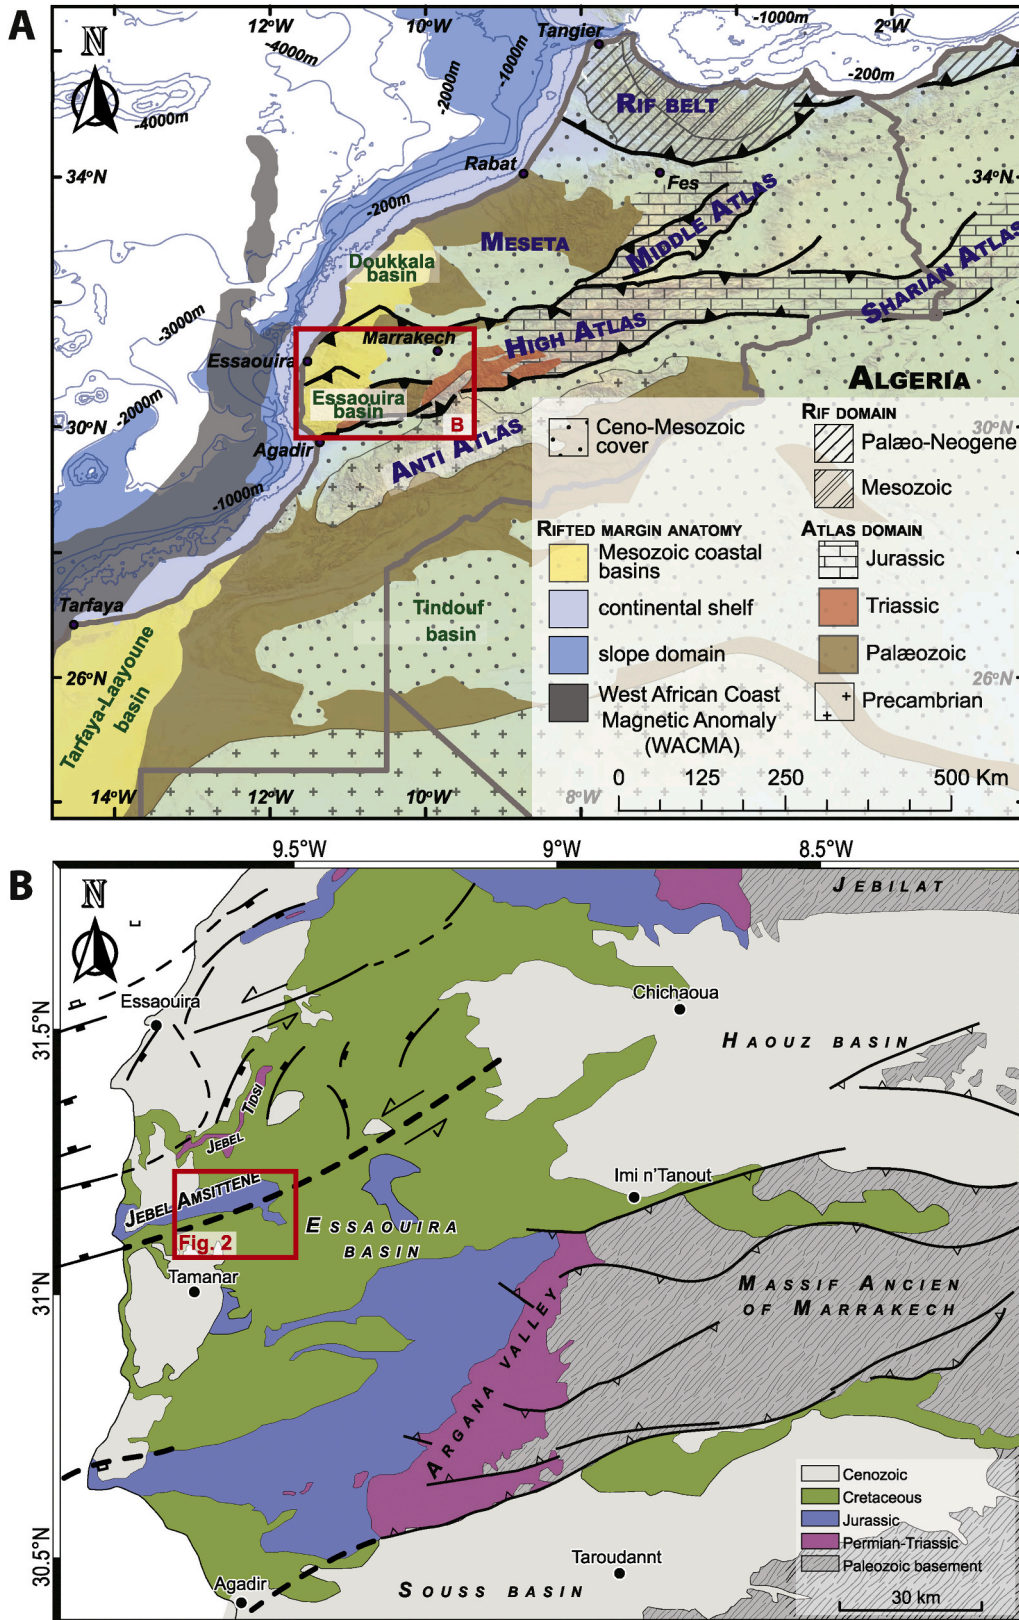 A
N
12°W
10°W
2°W
-4000m
-1000m
-2000m
-1000m
-200m
-4000m
Tangier
RIF BELT
34°N
Rabat
Fes
34°N
-200m
MESETA
MIDDLE ATLAS
Doukkala
basin
SHARIAN ATLAS
-3000m
Marrakech
HIGH ATLAS
Essaouira
-2000m
Essaouira
basin
B
ALGERIA
30°N
30°N
Agadir
ANTI ATLAS
-1000m
Ceno-Mesozoic
cover
RIF DOMAIN
Palæo-Neogene
Mesozoic
RIFTED MARGIN ANATOMY
Mesozoic coastal
basins
continental shelf
slope domain
West African Coast
Magnetic Anomaly
(WACMA)
ATLAS DOMAIN
Jurassic
Triassic
Palæozoic
Precambrian
Tarfaya
Tindouf
basin
26°N
26°N
Tarfaya-Laayoune
basin
0 125 250 500 Km
14°W
12°W
10°W
8°W
B
9.5°W
9°W
8.5°W
N
JEBILAT
Essaouira
Chichaoua
31.5°N
HAOUZ BASIN
JEBEL TIDSI
JEBEL AMSITTENE
Imi n'Tanout
ESSAOUIRA
BASIN
Fig. 2
Tamanar
31°N
MASSIF ANCIEN
OF MARRAKECH
ARGANA VALLEY
Cenozoic
Cretaceous
Jurassic
Permian-Triassic
Paleozoic basement
30 km
30.5°N
Taroudannt
Agadir
SOUSS BASIN